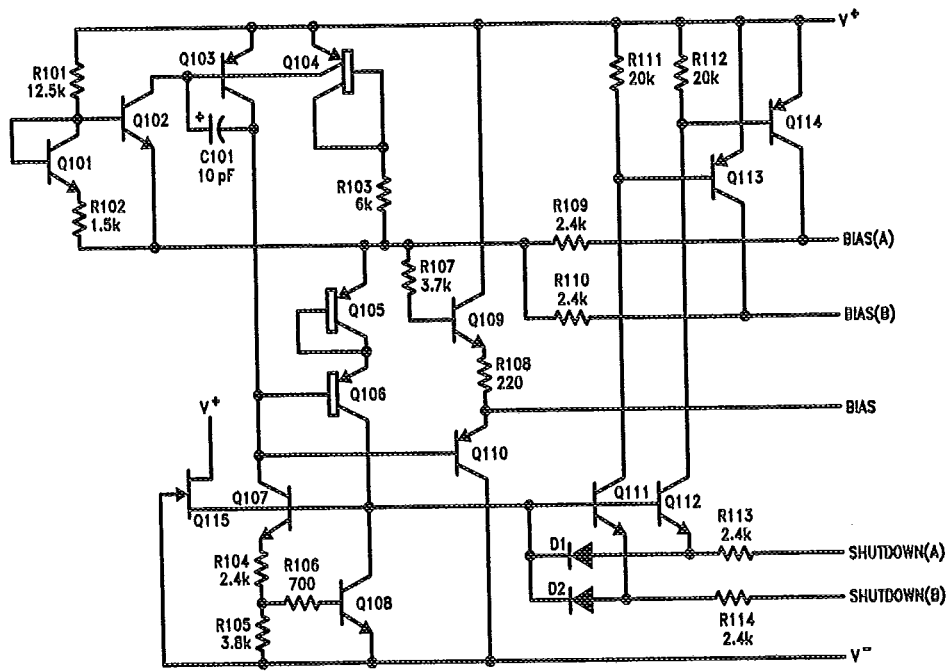 V+
R101
12.5k
Q103
Q104
R111
20k
R112
20k
Q102
Q114
+
C101
10 pF
Q101
Q113
R103
6k
R102
1.5k
R109
2.4k
BIAS(A)
R107
3.7k
R110
2.4k
Q105
BIAS(B)
Q109
R108
220
Q106
V+
BIAS
Q110
Q107
Q111
Q112
Q115
R113
2.4k
D1
SHUTDOWN(A)
R104
2.4k
R106
700
D2
SHUTDOWN(B)
Q108
R105
3.8k
R114
2.4k
V-